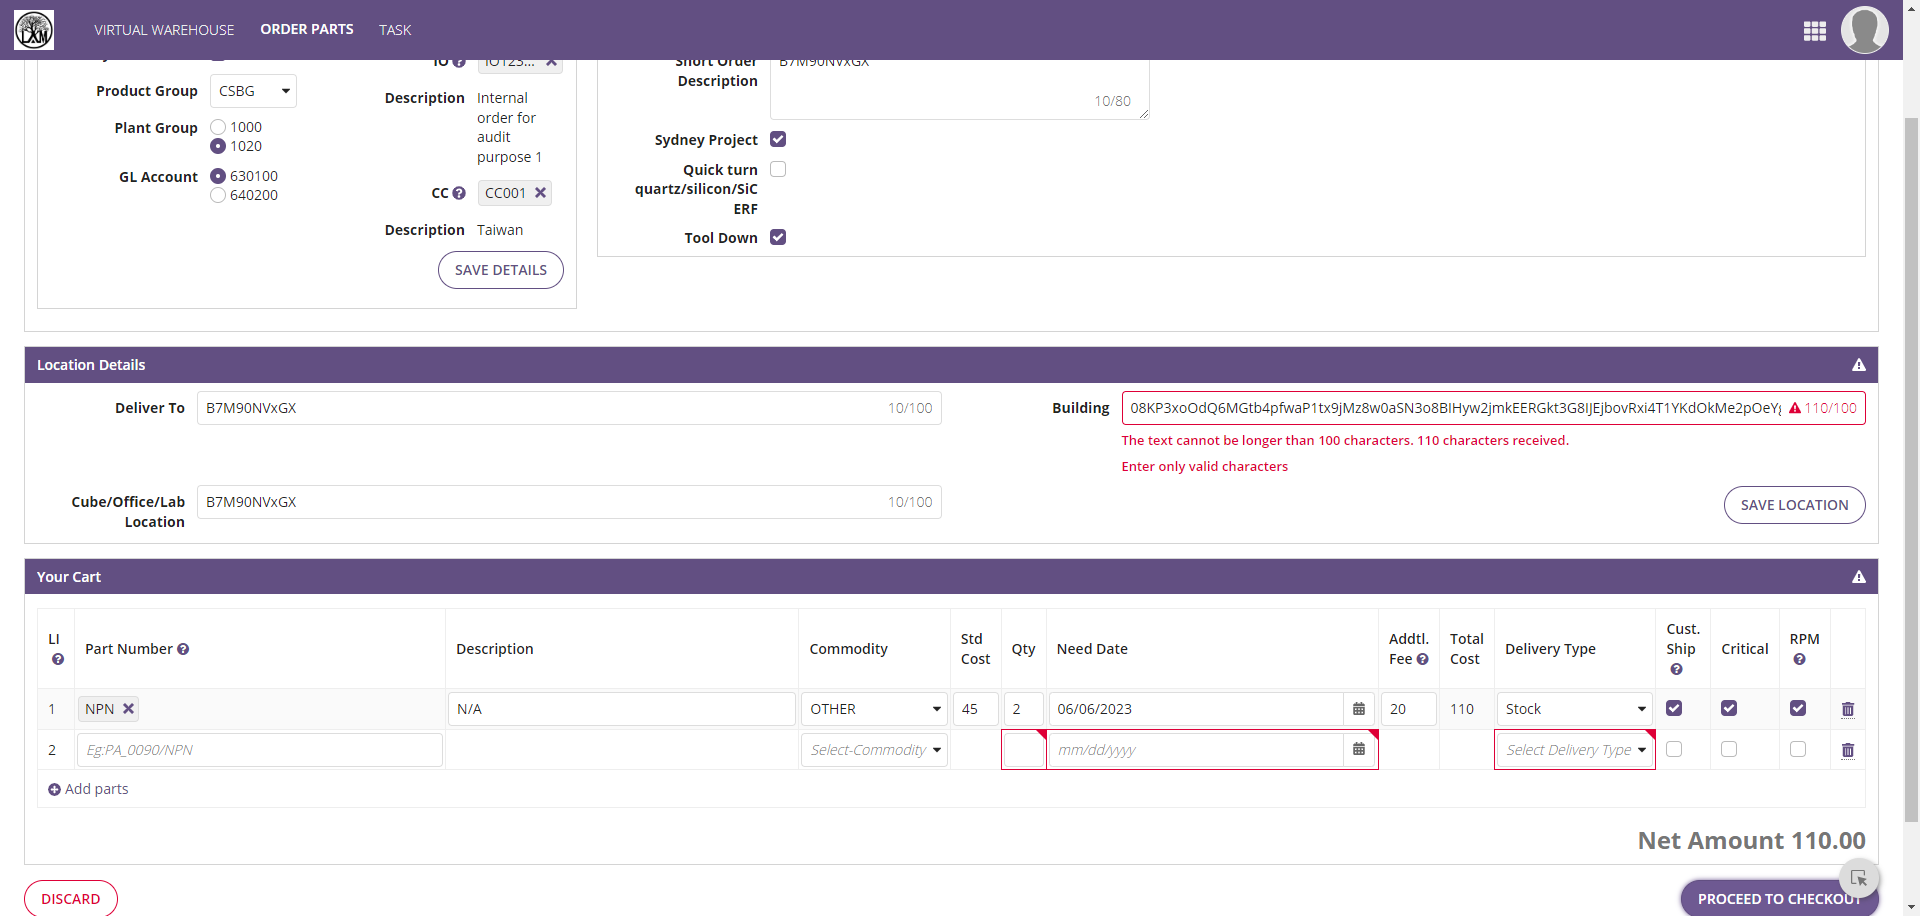 LXM
VIRTUAL WAREHOUSE
ORDER PARTS
TASK
IO
IO123...
Product Group
CSBG
Description
Internal order for audit purpose 1
Plant Group
1000
1020
GL Account
630100
640200
CC
CC001
Description
Taiwan
SAVE DETAILS
Short Order Description
B7M90NVxGX
10/80
Sydney Project
Quick turn quartz/silicon/SiC ERF
Tool Down
Location Details
Deliver To
B7M90NVxGX
10/100
Building
08KP3xoOdQ6MGtb4pfwaP1tx9jMz8w0aSN3o8BIHyw2jmkEERGkt3G8IJEjbovRxi4T1YKdOkMe2pOeYg
110/100
The text cannot be longer than 100 characters. 110 characters received.
Enter only valid characters
Cube/Office/Lab Location
B7M90NVxGX
10/100
SAVE LOCATION
Your Cart
LI
Part Number
Description
Commodity
Std Cost
Qty
Need Date
Addtl. Fee
Total Cost
Delivery Type
Cust. Ship
Critical
RPM
1
NPN
N/A
OTHER
45
2
06/06/2023
20
110
Stock
2
Eg:PA_0090/NPN
Select-Commodity
mm/dd/yyyy
Select Delivery Type
Add parts
Net Amount 110.00
DISCARD
PROCEED TO CHECKOUT